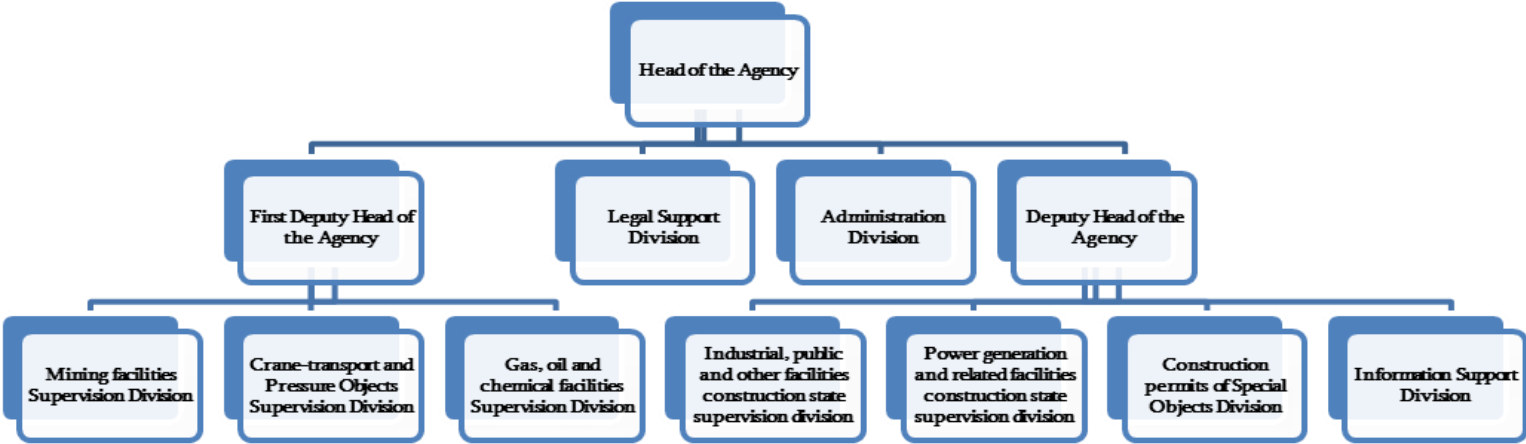 Head of the Agency
First Deputy Head of
the Agency
Legal Support
Division
Administration
Division
Deputy Head of the
Agency
Mining facilities
Supervision Division
Crane-transport and
Pressure Objects
Supervision Division
Gas, oil and
chemical facilities
Supervision Division
Industrial, public
and other facilities
construction state
supervision division
Power generation
and related facilities
construction state
supervision division
Construction
permits of Special
Objects Division
Information Support
Division